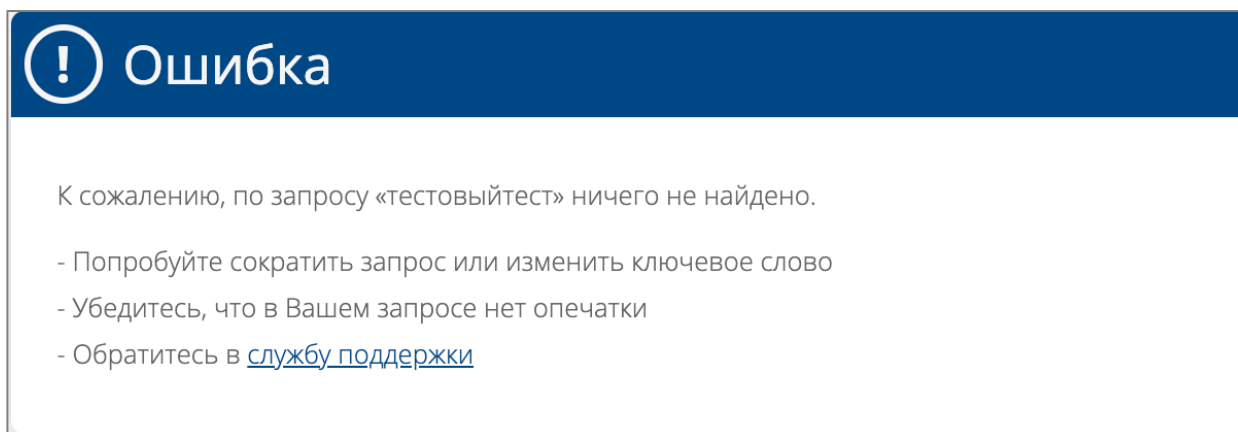 ! Ошибка
К сожалению, по запросу «тестовыйтест» ничего не найдено.
- Попробуйте сократить запрос или изменить ключевое слово
- Убедитесь, что в Вашем запросе нет опечатки
- Обратитесь в службу поддержки